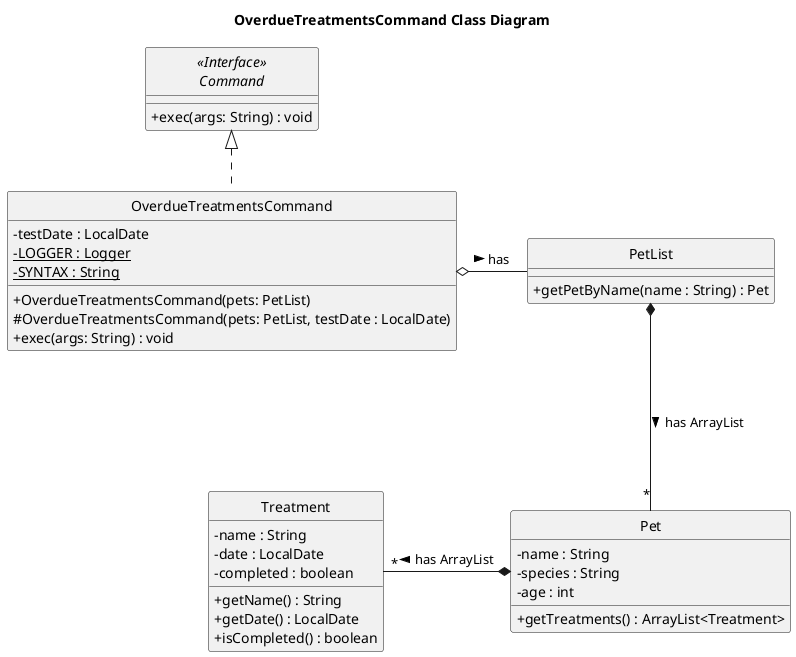 OverdueTreatmentsCommand Class Diagram
«Interface»
Command
+exec(args: String) : void
OverdueTreatmentsCommand
-testDate : LocalDate
-LOGGER : Logger
-SYNTAX : String
+OverdueTreatmentsCommand(pets: PetList)
#OverdueTreatmentsCommand(pets: PetList, testDate : LocalDate)
+exec(args: String) : void
has
PetList
+getPetByName(name : String) : Pet
has ArrayList
*
Treatment
-name : String
-date : LocalDate
-completed : boolean
+getName() : String
+getDate() : LocalDate
+isCompleted() : boolean
* has ArrayList
Pet
-name : String
-species : String
-age : int
+getTreatments() : ArrayList<Treatment>